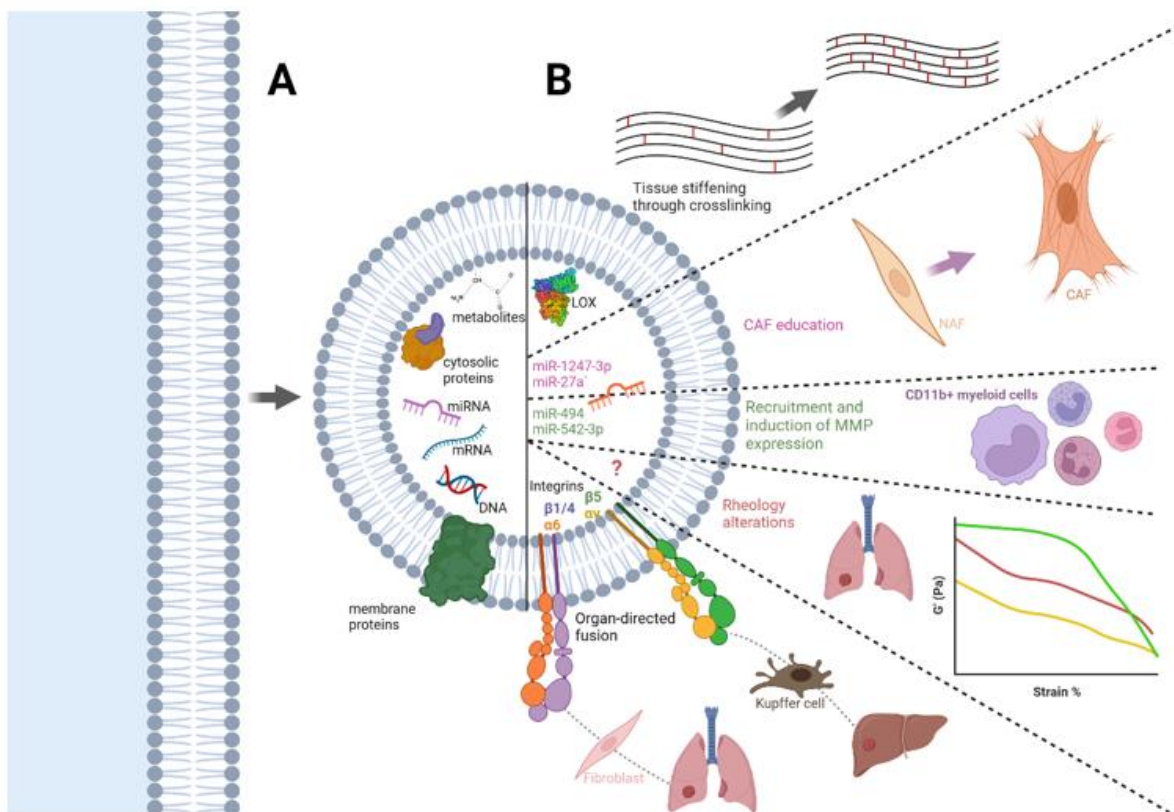 A
B
Tissue stiffening
through crosslinking
CAF
NAF
CAF education
metabolites
LOX
cytosolic
proteins
miR-1247-3p
miR-27a`
miRNA
miR-494
miR-542-3p
mRNA
DNA
Recruitment and
induction of MMP
expression
CD11b+ myeloid cells
?
Integrins
β1/4
α6
β5
αv
Rheology
alterations
membrane
proteins
Organ-directed
fusion
G' (Pa)
Strain %
Kupffer cell
Fibroblast